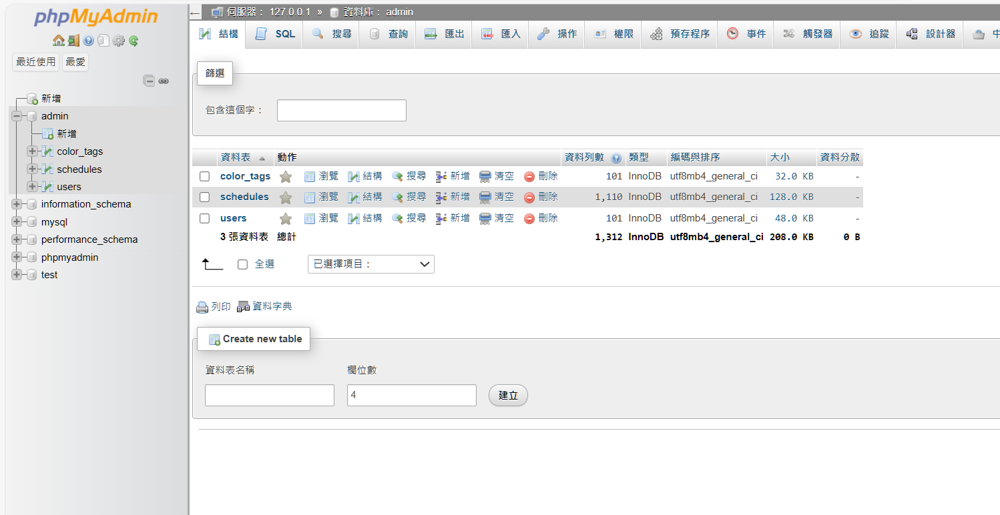 phpMyAdmin
最近使用 最愛
新增
admin
新增
color_tags
schedules
users
information_schema
mysql
performance_schema
phpmyadmin
test
← 伺服器： 127.0.0.1 » 資料庫： admin
結構 SQL 搜尋 查詢 匯出 匯入 操作 權限 預存程序 事件 觸發器 追蹤 設計器 中
篩選
包含這個字：
資料表 動作 資料列數 類型 編碼與排序 大小 資料分散
color_tags 瀏覽 結構 搜尋 新增 清空 刪除 101 InnoDB utf8mb4_general_ci 32.0 KB -
schedules 瀏覽 結構 搜尋 新增 清空 刪除 1,110 InnoDB utf8mb4_general_ci 128.0 KB -
users 瀏覽 結構 搜尋 新增 清空 刪除 101 InnoDB utf8mb4_general_ci 48.0 KB -
3 張資料表 總計 1,312 InnoDB utf8mb4_general_ci 208.0 KB 0 B
全選 已選擇項目：
列印 資料字典
Create new table
資料表名稱 欄位數
4 建立